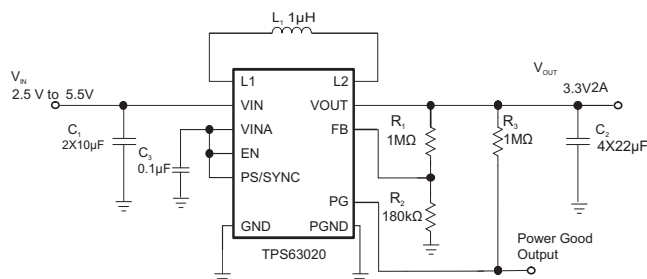 L₁ 1µH
L1 L2
V_IN
2.5 V to 5.5V
V_OUT
3.3V2A
VIN VOUT
C₁
2X10µF
C₃
0.1µF
VINA FB
EN
PS/SYNC
PG
GND PGND
TPS63020
R₁
1MΩ
R₂
180kΩ
R₃
1MΩ
C₂
4X22µF
Power Good
Output